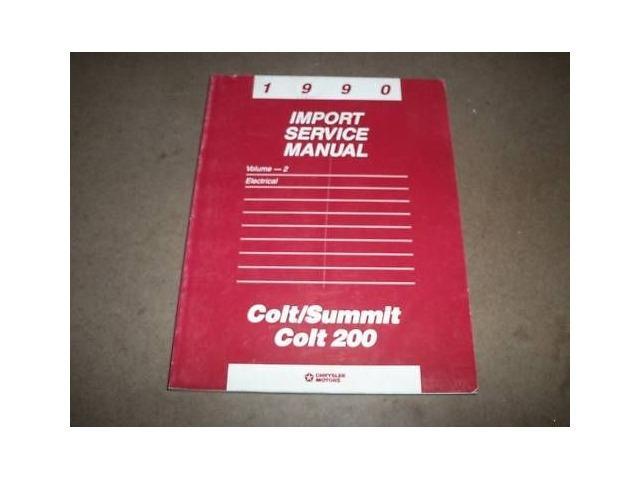 1 9 9 0
IMPORT
SERVICE
MANUAL
Volume — 2
Electrical
Colt/Summit
Colt 200
CHRYSLER
MOTORS